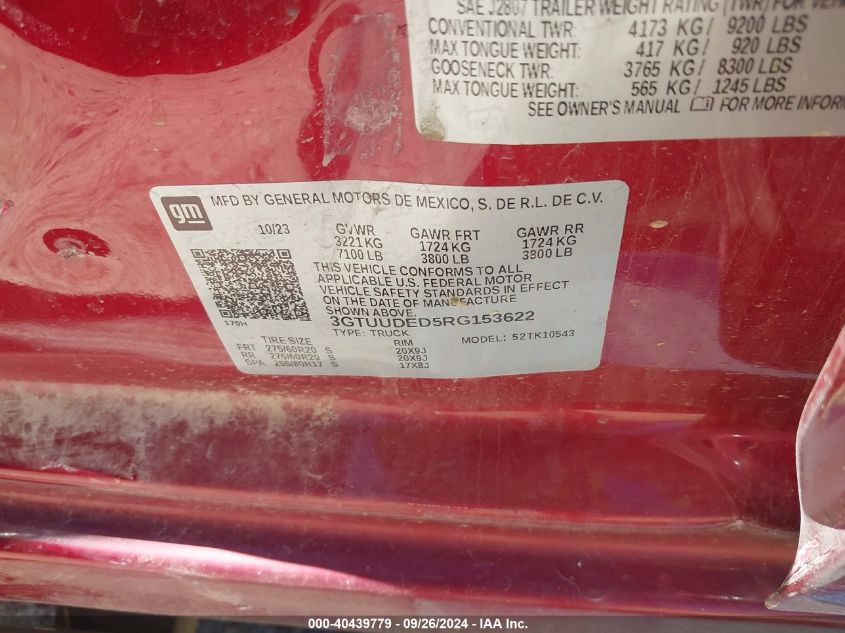 SAE J2807 TRAILER WEIGHT RATING (TWR) FOR
CONVENTIONAL TWR: 4173 KG/ 9200 LBS
MAX TONGUE WEIGHT: 417 KG/ 920 LBS
GOOSENECK TWR: 3765 KG/ 8300 LBS
MAX TONGUE WEIGHT: 565 KG/ 1245 LBS
SEE OWNER'S MANUAL FOR MORE INFOR
gm MFD BY GENERAL MOTORS DE MEXICO, S. DE R.L. DE C.V.
10/23 GVWR GAWR FRT GAWR RR
3221 KG 1724 KG 1724 KG
7100 LB 3800 LB 3800 LB
THIS VEHICLE CONFORMS TO ALL
APPLICABLE U.S. FEDERAL MOTOR
VEHICLE SAFETY STANDARDS IN EFFECT
ON THE DATE OF MANUFACTURE
SHOWN ABOVE.
3GTUUDED5RG153622
170H TYPE: TRUCK MODEL: 52TK10543
TIRE SIZE RIM
FRT 275/60R20 S 20X9J
RR 275/60R20 S 20X9J
SPA 255/80R17 S 17X8J
000-40439779 - 09/26/2024 - IAA Inc.